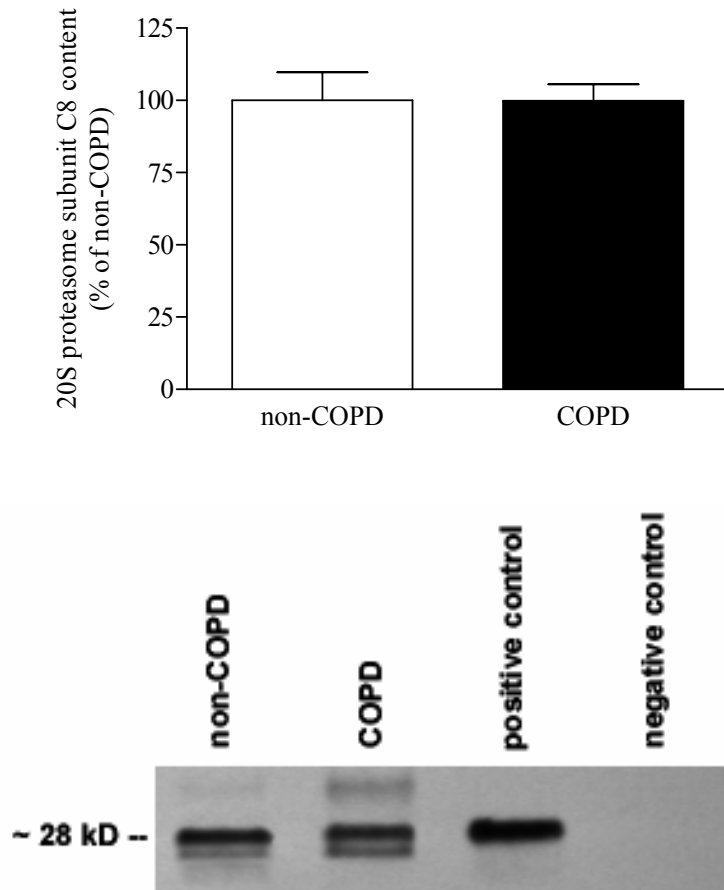 20S proteasome subunit C8 content
(% of non-COPD)
125
100
75
50
25
0
non-COPD
COPD
non-COPD
COPD
positive control
negative control
~ 28 kD --